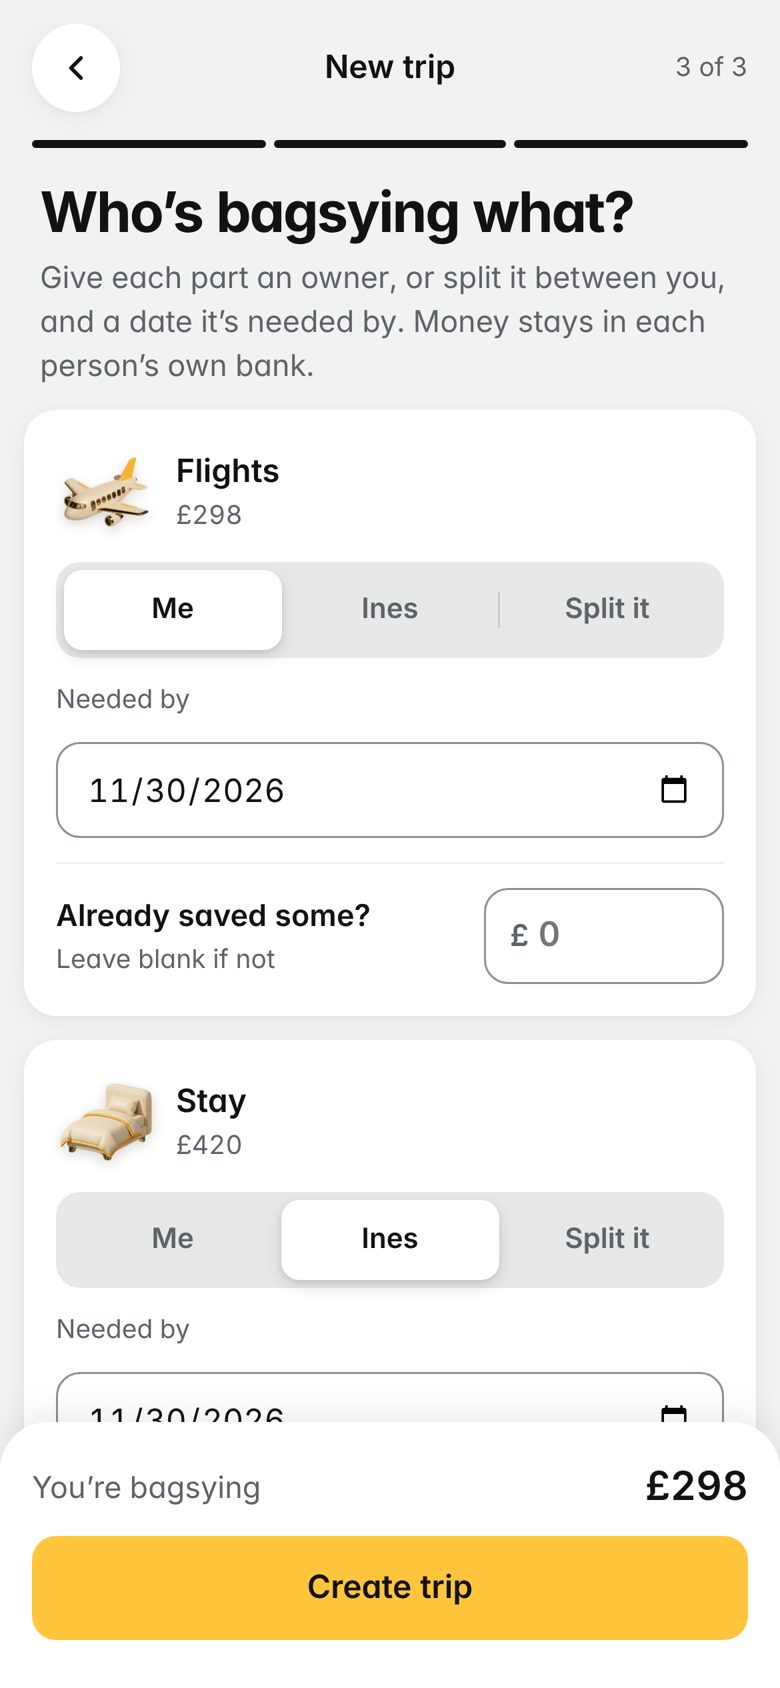 New trip
3 of 3
Who’s bagsying what?
Give each part an owner, or split it between you,
and a date it’s needed by. Money stays in each
person’s own bank.
Flights
£298
Me
Ines
Split it
Needed by
11/30/2026
Already saved some?
Leave blank if not
£ 0
Stay
£420
Me
Ines
Split it
Needed by
11/30/2026
You’re bagsying
£298
Create trip